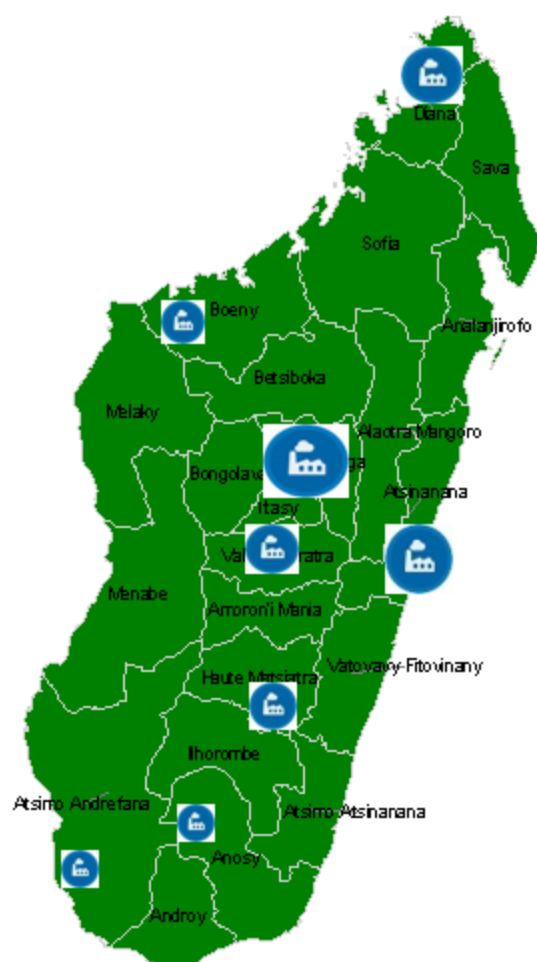 Diana
Sava
Sofia
Boeny
Analanjirofo
Betsiboka
Melaky
Alaotra Mangoro
Bongolava
Atsinanana
Itasy
Menabe
Amoron'i Mania
Vatovavy-Fitovinany
Haute Matsiatra
Ihorombe
Atsimo Andrefana
Atsimo-Atsinanana
Anosy
Androy